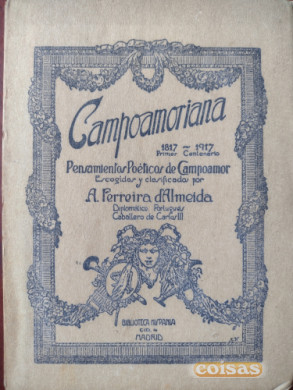 Campoamoriana
1817 ~ 1917
Primer Centenario
Pensamientos Poéticos de Campoamor
Escogidos y clasificados por
A. Ferreira d'Almeida
Diplomático Portugués
Caballero de Carlos III
BIBLIOTECA HISPANIA
MADRID
coisas